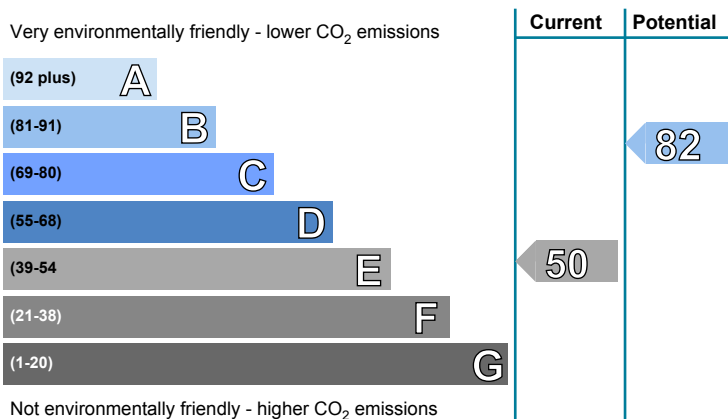 Very environmentally friendly - lower CO₂ emissions
Current
Potential
(92 plus) A
(81-91) B
82
(69-80) C
(55-68) D
(39-54 E
50
(21-38) F
(1-20) G
Not environmentally friendly - higher CO₂ emissions